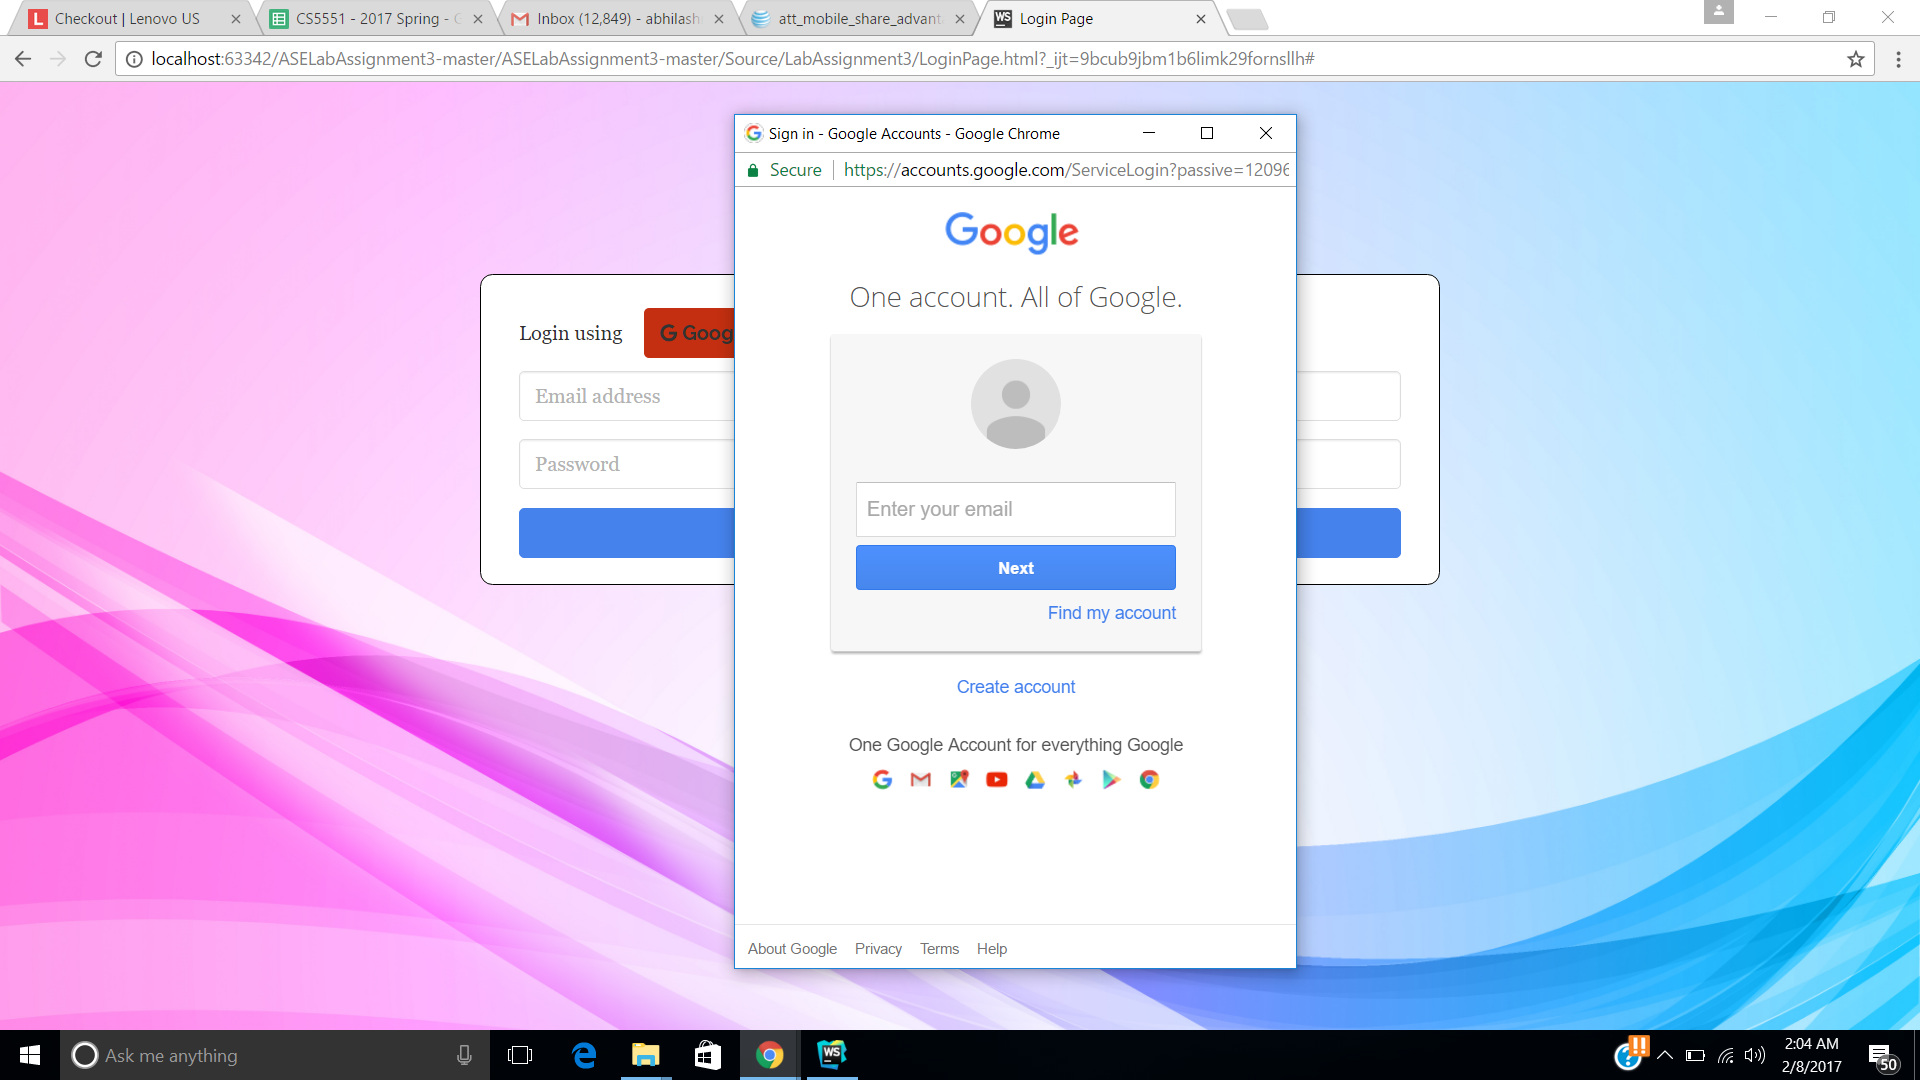 Checkout | Lenovo US
CS5551 - 2017 Spring -
Inbox (12,849) - abhilash
att_mobile_share_advant
WS Login Page
localhost:63342/ASELabAssignment3-master/ASELabAssignment3-master/Source/LabAssignment3/LoginPage.html?_ijt=9bcub9jbm1b6limk29fornsllh#
Sign in - Google Accounts - Google Chrome
Secure https://accounts.google.com/ServiceLogin?passive=12096
Google
One account. All of Google.
Login using G Goog
Email address
Password
Enter your email
Next
Find my account
Create account
One Google Account for everything Google
About Google Privacy Terms Help
Ask me anything
WS
2:04 AM
2/8/2017
50